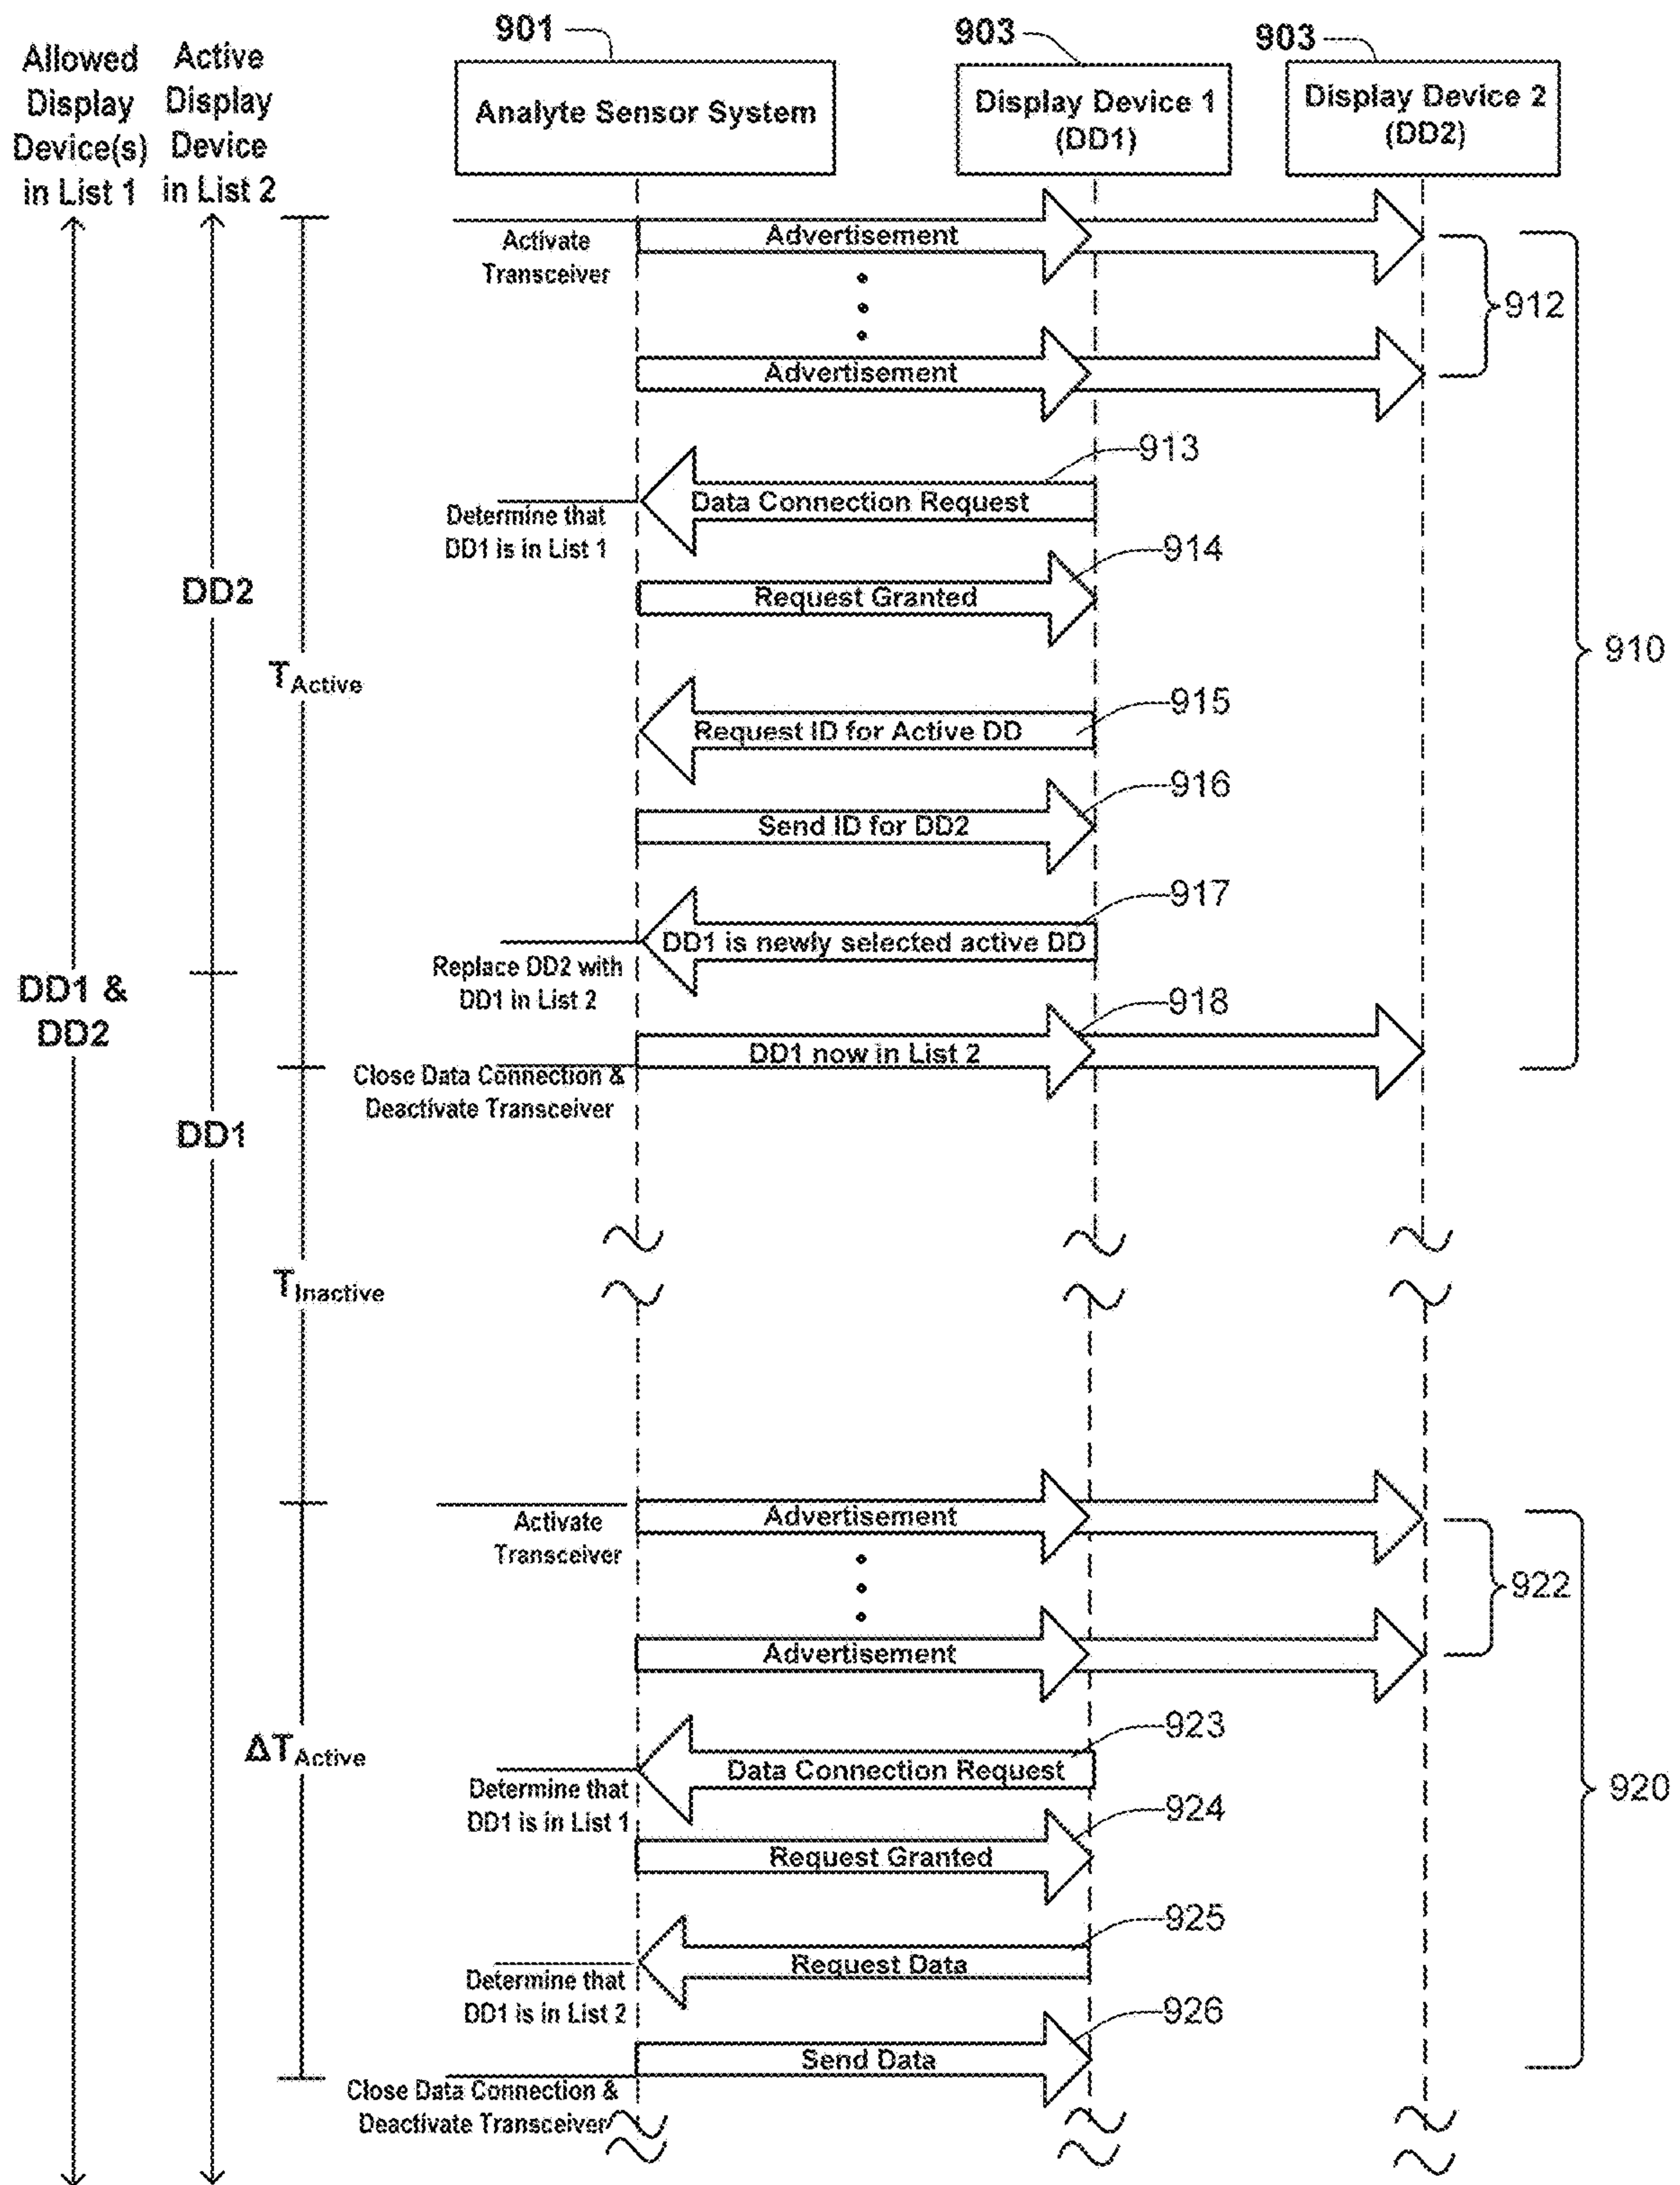 Allowed
Display
Device(s)
in List 1
Active
Display
Device
in List 2
901
903
903
Analyte Sensor System
Display Device 1
(DD1)
Display Device 2
(DD2)
Activate
Transceiver
Advertisement
912
Advertisement
913
Data Connection Request
Determine that
DD1 is in List 1
914
DD2
Request Granted
910
TActive
915
Request ID for Active DD
916
Send ID for DD2
917
DD1 is newly selected active DD
Replace DD2 with
DD1 in List 2
DD1 &
DD2
918
DD1 now in List 2
Close Data Connection &
Deactivate Transceiver
DD1
TInactive
Activate
Transceiver
Advertisement
922
Advertisement
923
ΔTActive
Data Connection Request
Determine that
DD1 is in List 1
920
924
Request Granted
925
Request Data
Determine that
DD1 is in List 2
926
Send Data
Close Data Connection &
Deactivate Transceiver